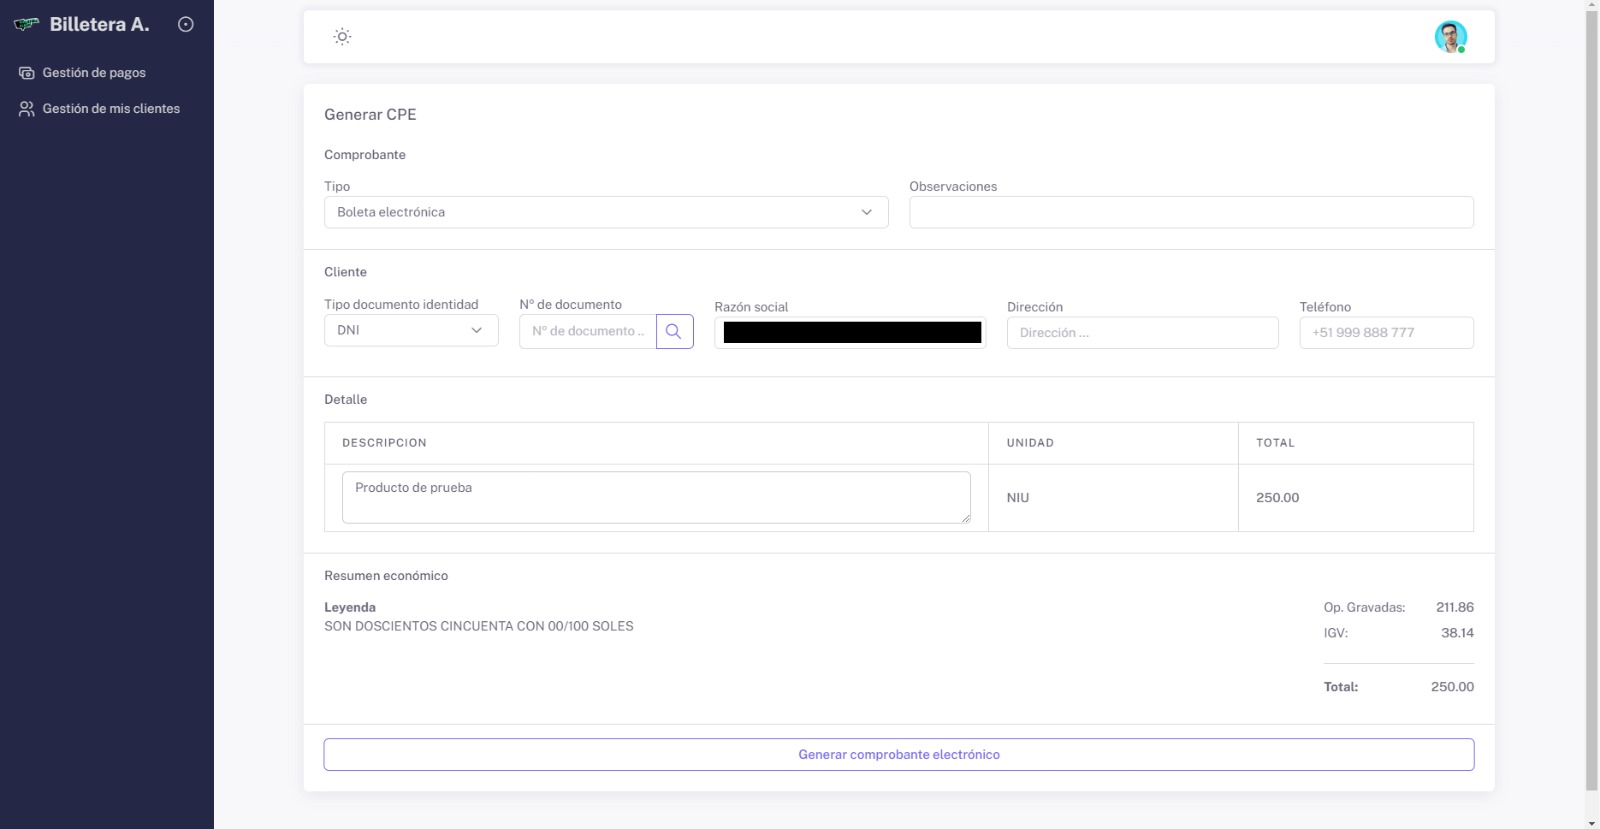 Billetera A.
Gestión de pagos
Gestión de mis clientes
Generar CPE
Comprobante
Tipo
Observaciones
Boleta electrónica
Cliente
Tipo documento identidad
Nº de documento
Razón social
Dirección
Teléfono
DNI
Nº de documento ..
Dirección ...
+51 999 888 777
Detalle
DESCRIPCION
UNIDAD
TOTAL
Producto de prueba
NIU
250.00
Resumen económico
Leyenda
SON DOSCIENTOS CINCUENTA CON 00/100 SOLES
Op. Gravadas: 211.86
IGV: 38.14
Total: 250.00
Generar comprobante electrónico